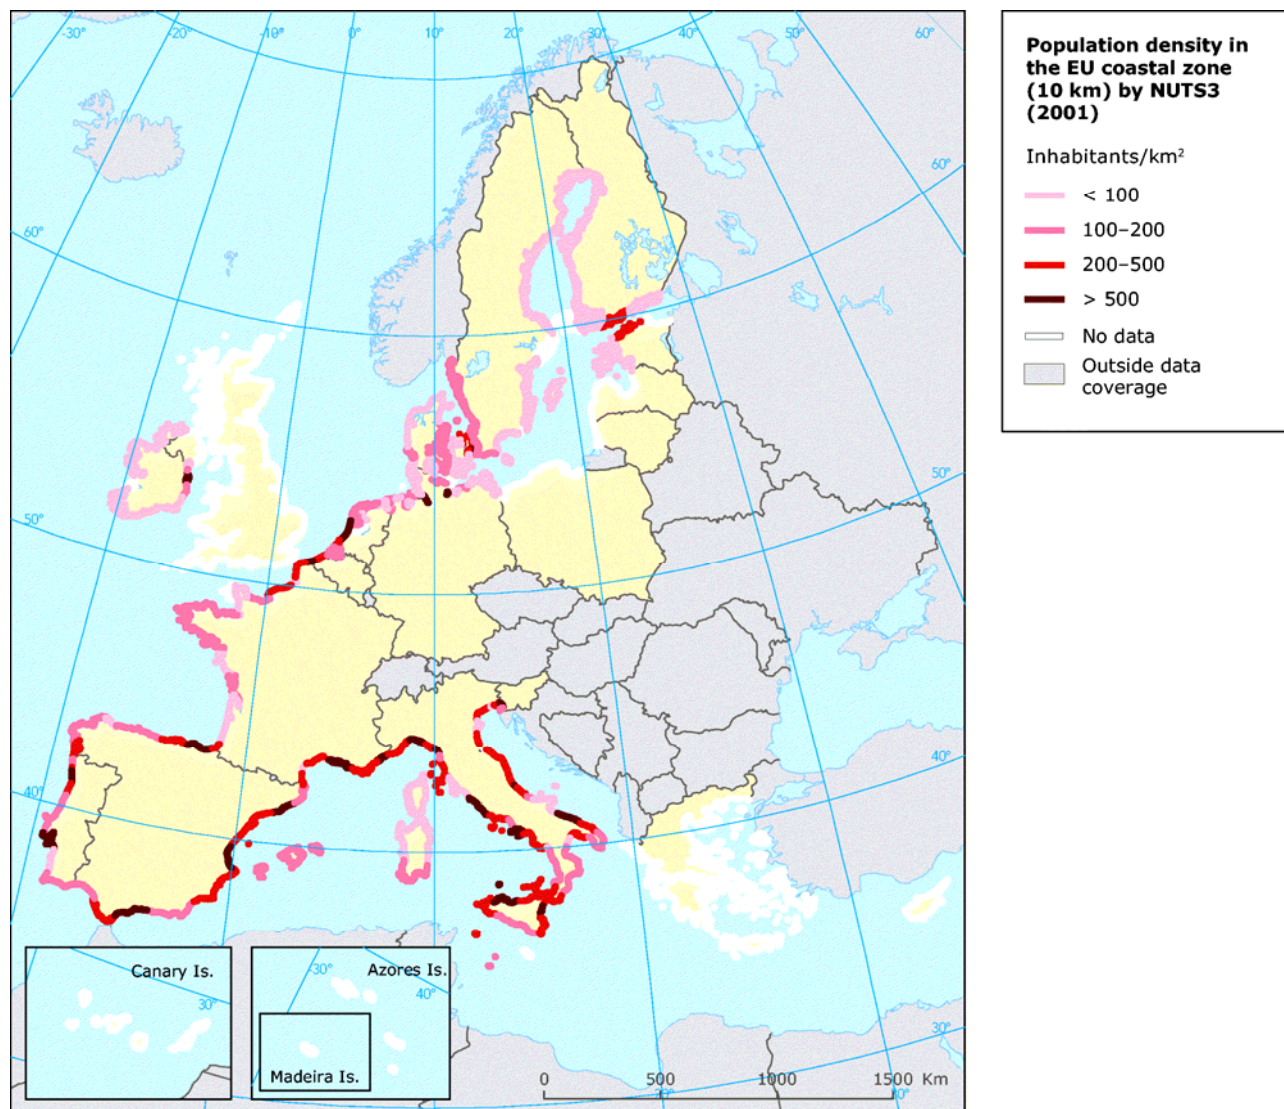 -30°
-20°
-10°
0°
10°
20°
30°
40°
50°
60°
60°
60°
50°
50°
40°
40°
30°
Canary Is.
30°
Azores Is.
-30°
40°
Madeira Is.
0 500 1000 1500 Km
Population density in
the EU coastal zone
(10 km) by NUTS3
(2001)
Inhabitants/km²
< 100
100–200
200–500
> 500
No data
Outside data
coverage